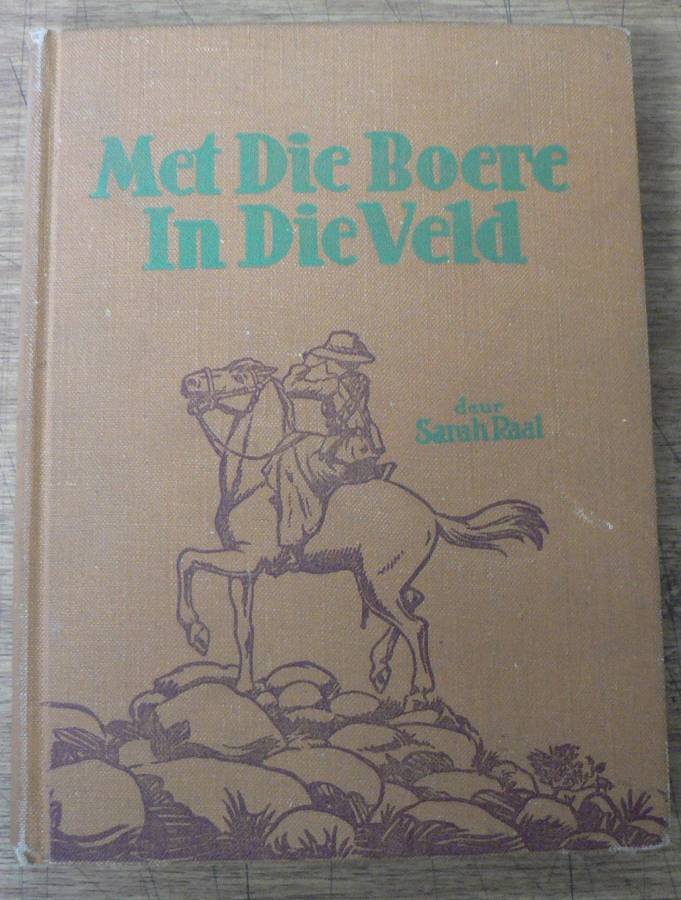 Met Die Boere
In Die Veld
deur
Sarah Raal